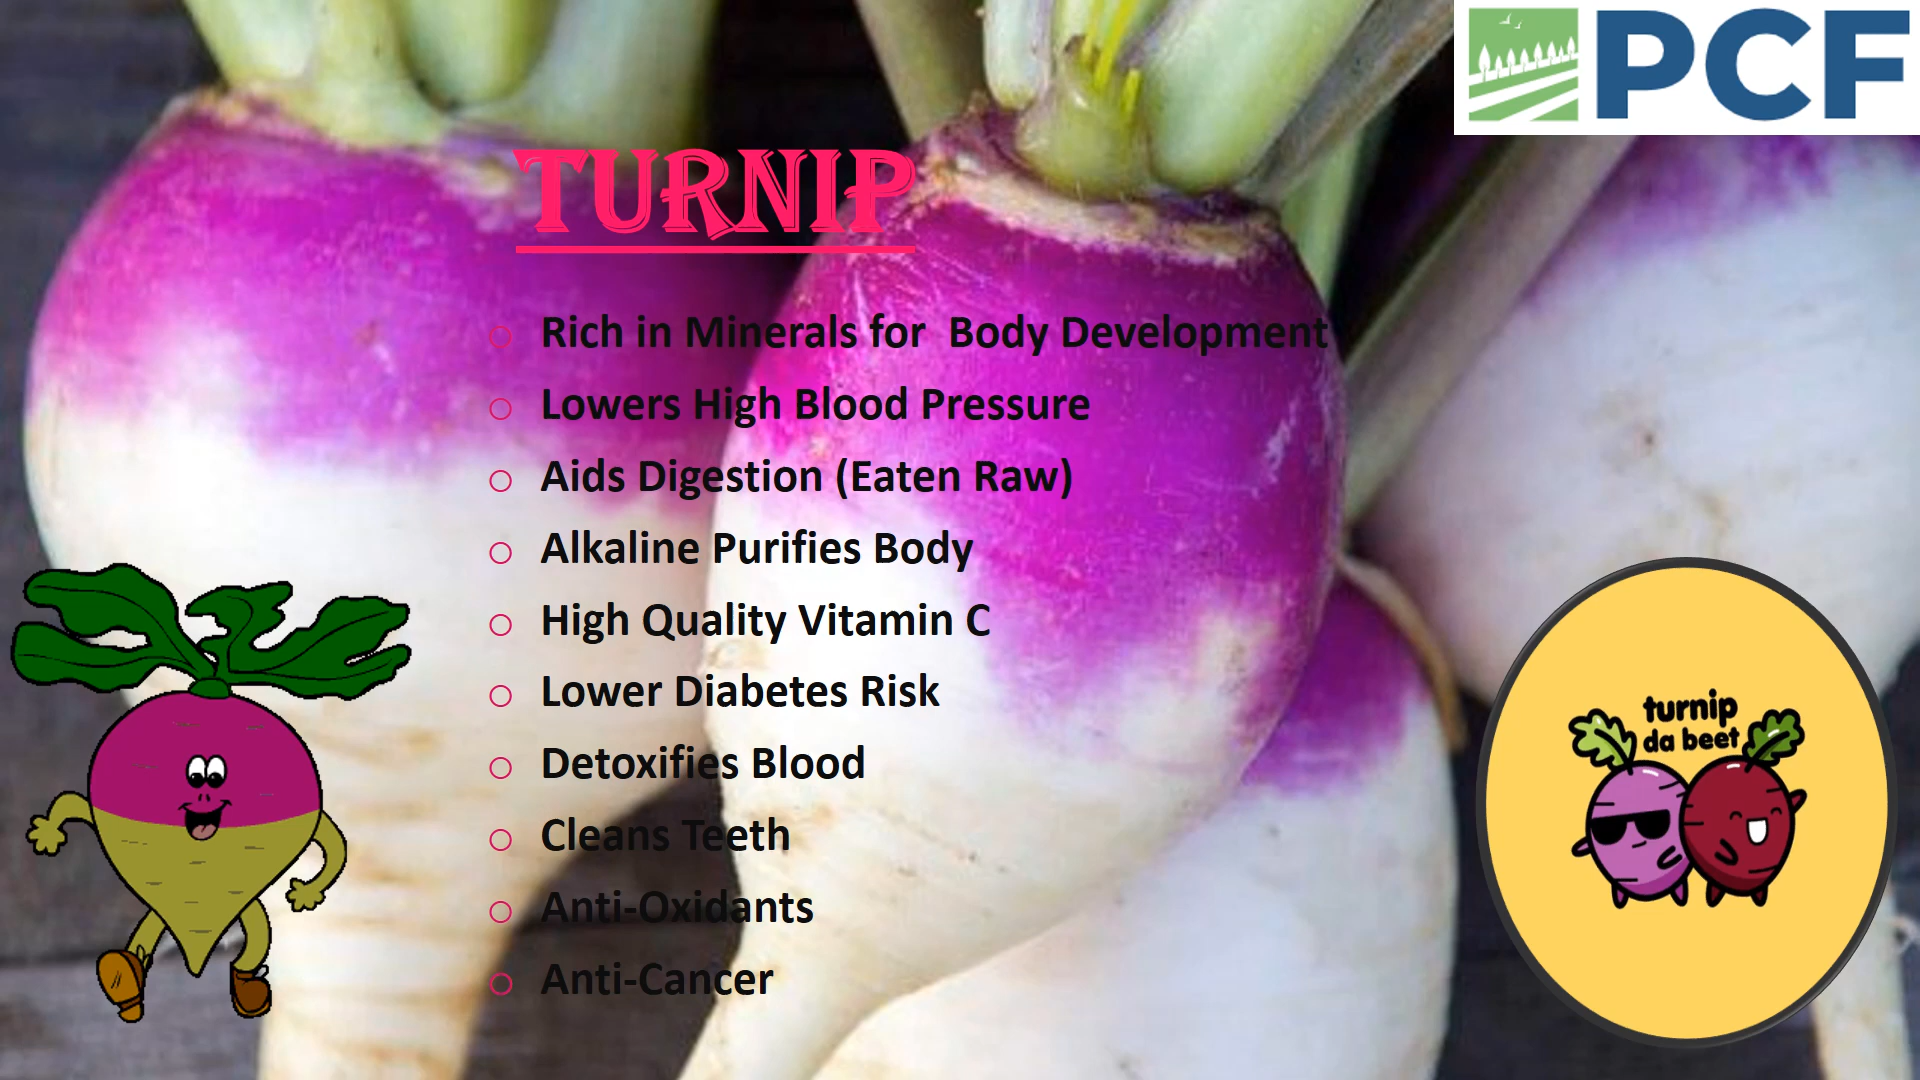 PCF
TURNIP
Rich in Minerals for  Body Development
Lowers High Blood Pressure
Aids Digestion (Eaten Raw)
Alkaline Purifies Body
High Quality Vitamin C
Lower Diabetes Risk
Detoxifies Blood
Cleans Teeth
Anti-Oxidants
Anti-Cancer
turnip
da beet